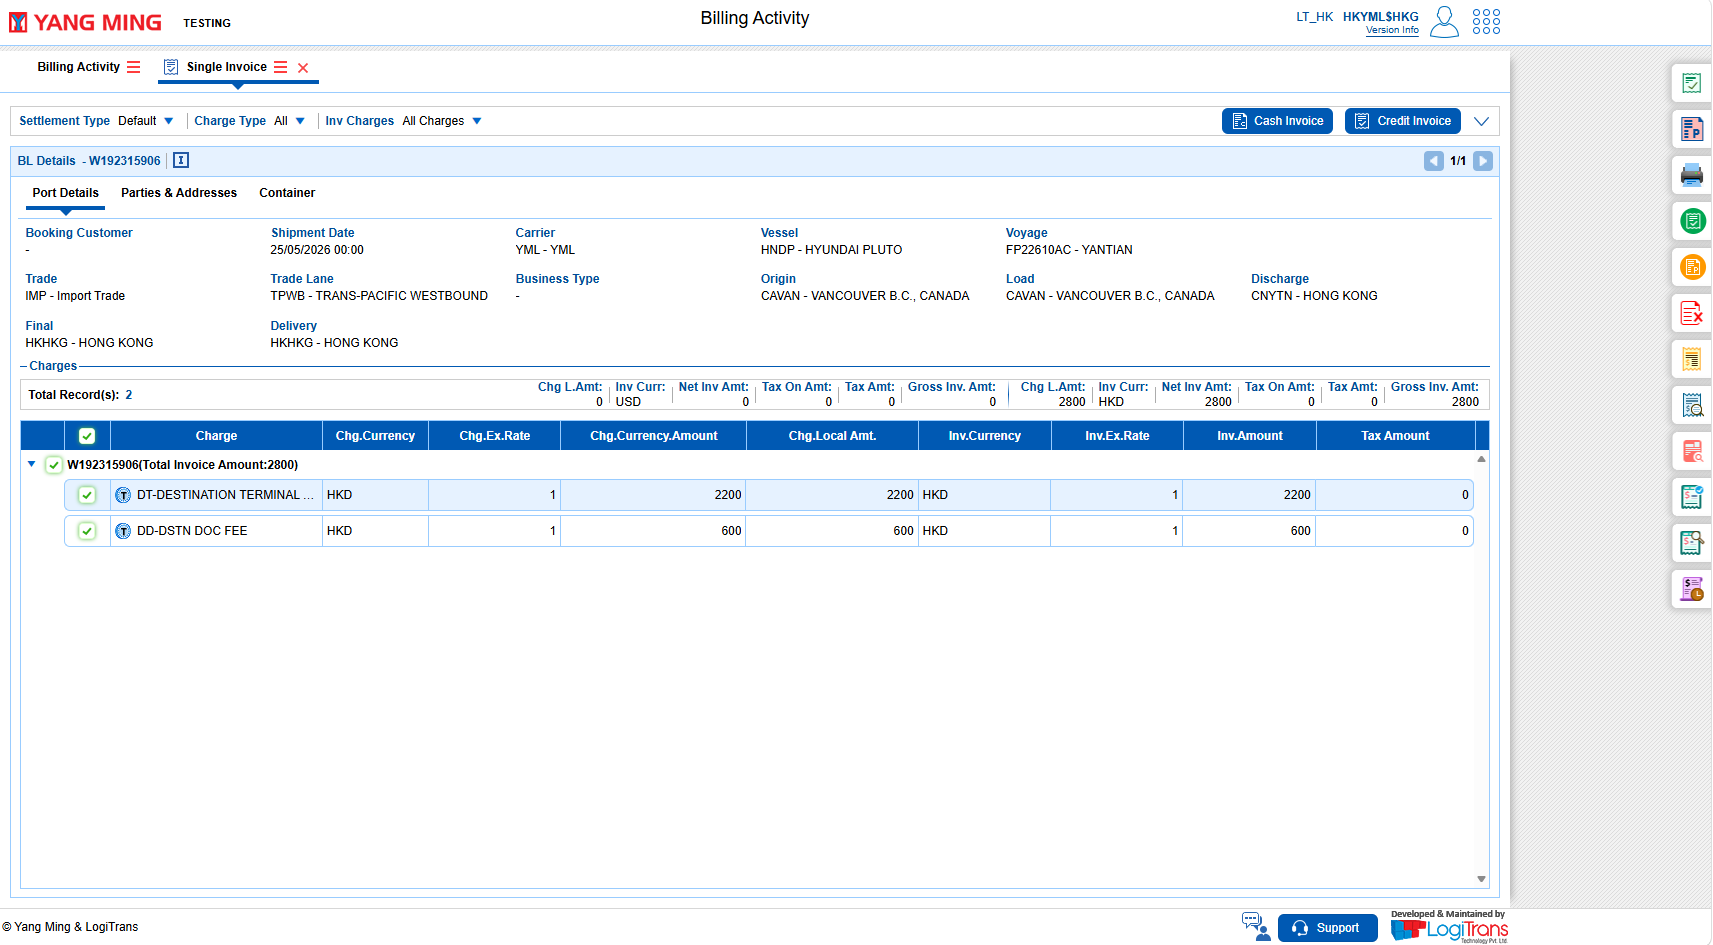 YANG MING TESTING Billing Activity LT_HK HKYML$HKG
Version Info
Billing Activity Single Invoice
Settlement Type Default Charge Type All Inv Charges All Charges Cash Invoice Credit Invoice
BL Details - W192315906 1/1
Port Details Parties & Addresses Container
Booking Customer Shipment Date Carrier Vessel Voyage
- 25/05/2026 00:00 YML - YML HNDP - HYUNDAI PLUTO FP22610AC - YANTIAN
Trade Trade Lane Business Type Origin Load Discharge
IMP - Import Trade TPWB - TRANS-PACIFIC WESTBOUND - CAVAN - VANCOUVER B.C., CANADA CAVAN - VANCOUVER B.C., CANADA CNYTN - HONG KONG
Final Delivery
HKHKG - HONG KONG HKHKG - HONG KONG
Charges
Total Record(s): 2
Chg L.Amt: Inv Curr: Net Inv Amt: Tax On Amt: Tax Amt: Gross Inv. Amt: Chg L.Amt: Inv Curr: Net Inv Amt: Tax On Amt: Tax Amt: Gross Inv. Amt:
0 USD 0 0 0 0 2800 HKD 2800 0 0 2800
Charge Chg.Currency Chg.Ex.Rate Chg.Currency.Amount Chg.Local Amt. Inv.Currency Inv.Ex.Rate Inv.Amount Tax Amount
W192315906(Total Invoice Amount:2800)
DT-DESTINATION TERMINAL ... HKD 1 2200 2200 HKD 1 2200 0
DD-DSTN DOC FEE HKD 1 600 600 HKD 1 600 0
© Yang Ming & LogiTrans Support
Developed & Maintained by
LogiTrans
Technology Pvt. Ltd.